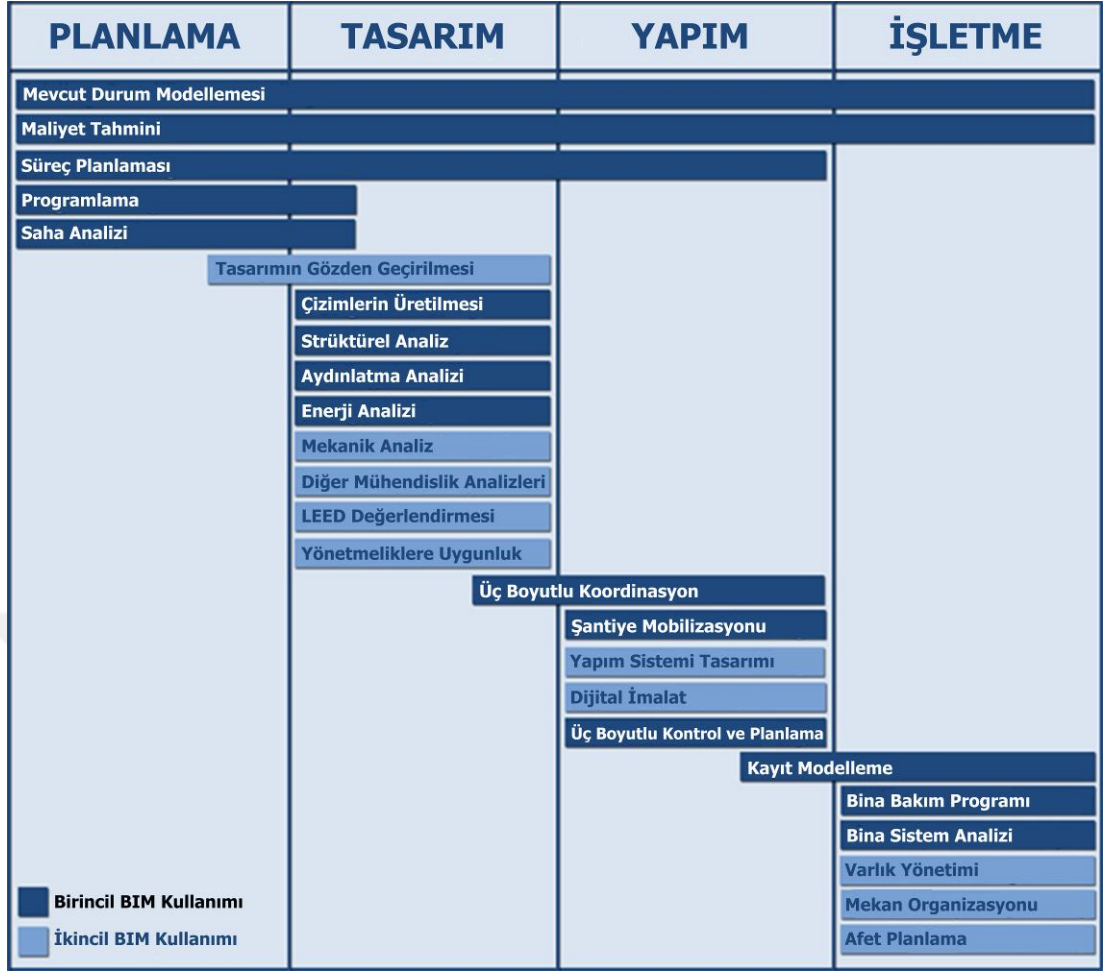 PLANLAMA TASARIM YAPIM İŞLETME
Mevcut Durum Modellemesi
Maliyet Tahmini
Süreç Planlaması
Programlama
Saha Analizi
Tasarımın Gözden Geçirilmesi
Çizimlerin Üretilmesi
Strüktürel Analiz
Aydınlatma Analizi
Enerji Analizi
Mekanik Analiz
Diğer Mühendislik Analizleri
LEED Değerlendirmesi
Yönetmeliklere Uygunluk
Üç Boyutlu Koordinasyon
Şantiye Mobilizasyonu
Yapım Sistemi Tasarımı
Dijital İmalat
Üç Boyutlu Kontrol ve Planlama
Kayıt Modelleme
Bina Bakım Programı
Bina Sistem Analizi
Varlık Yönetimi
Mekan Organizasyonu
Afet Planlama
Birincil BIM Kullanımı
İkincil BIM Kullanımı